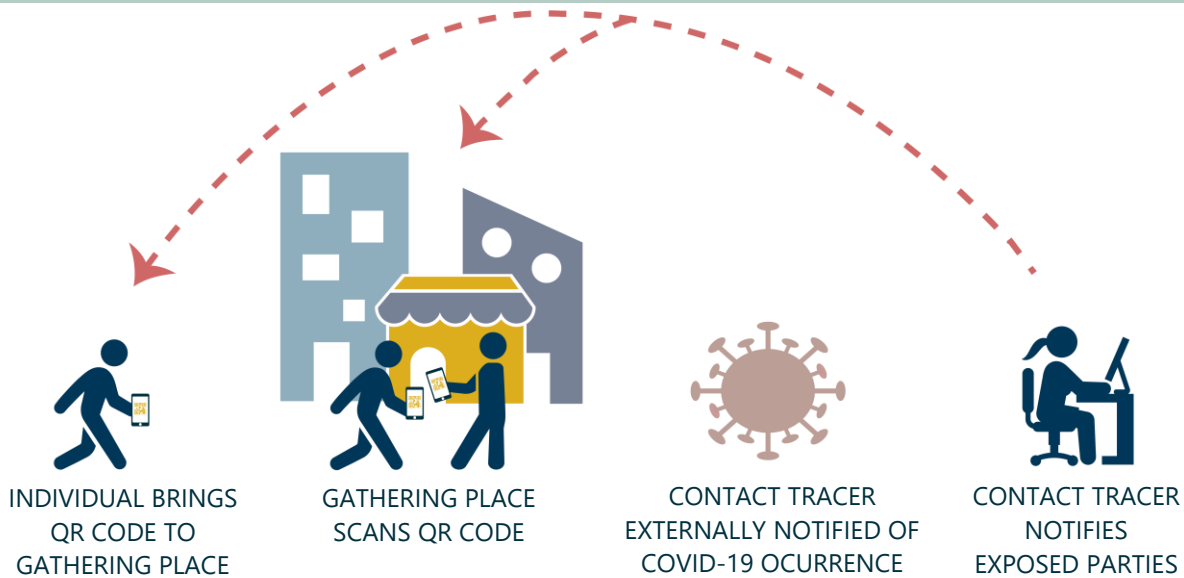 INDIVIDUAL BRINGS
QR CODE TO
GATHERING PLACE
GATHERING PLACE
SCANS QR CODE
CONTACT TRACER
EXTERNALLY NOTIFIED OF
COVID-19 OCURRENCE
CONTACT TRACER
NOTIFIES
EXPOSED PARTIES